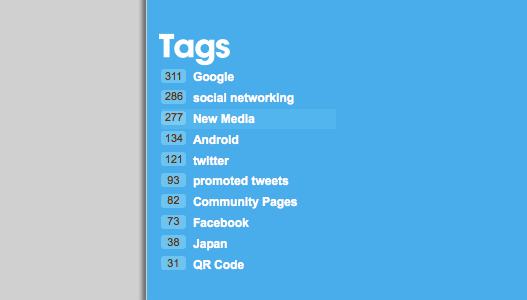 Tags
311 Google
286 social networking
277 New Media
134 Android
121 twitter
93 promoted tweets
82 Community Pages
73 Facebook
38 Japan
31 QR Code